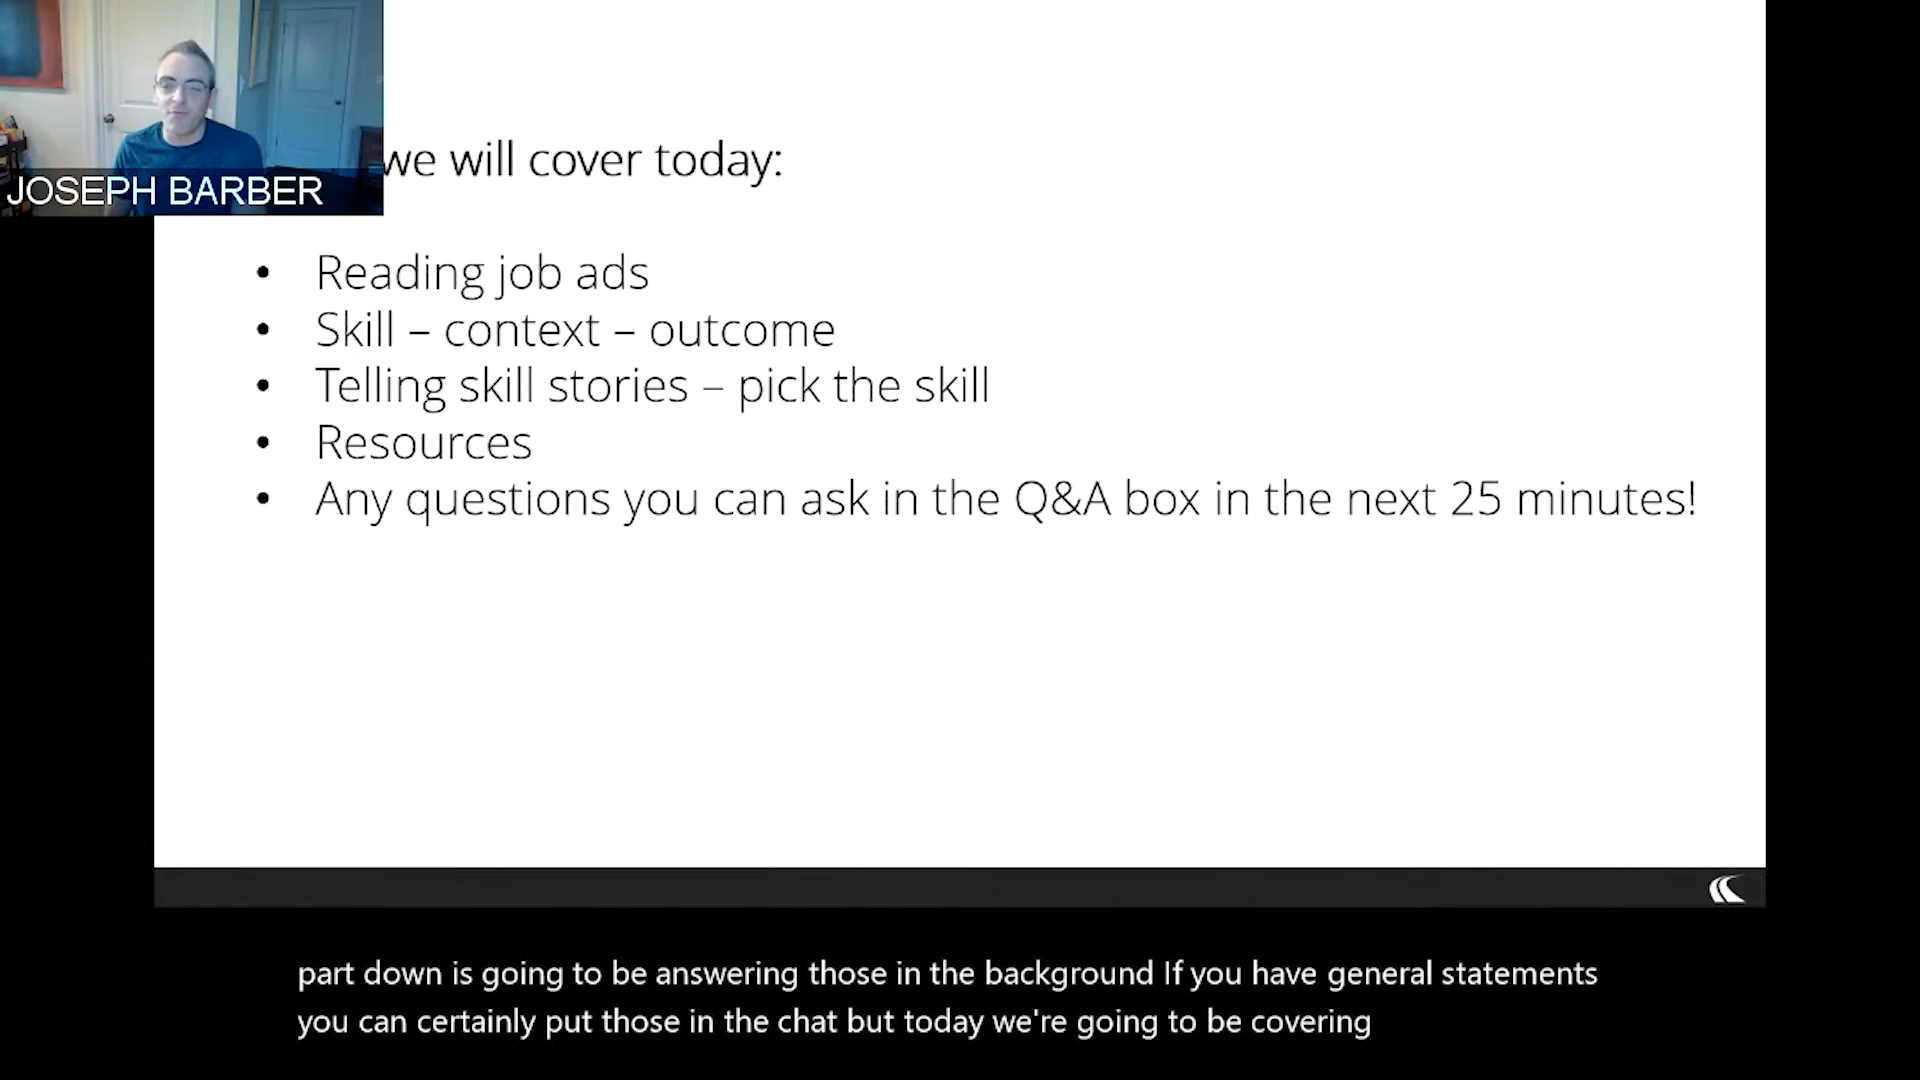 JOSEPH BARBER
we will cover today:
• Reading job ads
• Skill – context – outcome
• Telling skill stories – pick the skill
• Resources
• Any questions you can ask in the Q&A box in the next 25 minutes!
part down is going to be answering those in the background If you have general statements
you can certainly put those in the chat but today we're going to be covering